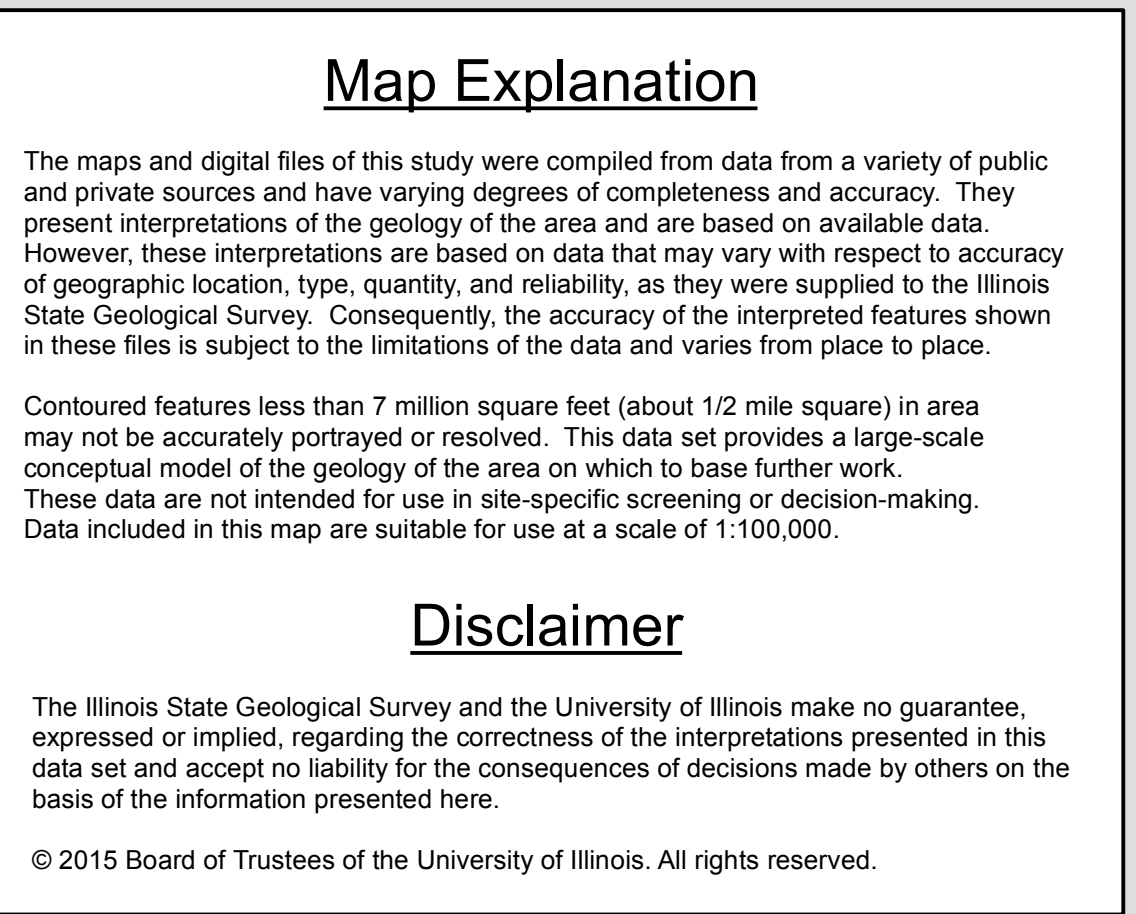 Map Explanation
The maps and digital files of this study were compiled from data from a variety of public
and private sources and have varying degrees of completeness and accuracy.  They
present interpretations of the geology of the area and are based on available data.
However, these interpretations are based on data that may vary with respect to accuracy
of geographic location, type, quantity, and reliability, as they were supplied to the Illinois
State Geological Survey.  Consequently, the accuracy of the interpreted features shown
in these files is subject to the limitations of the data and varies from place to place.
Contoured features less than 7 million square feet (about 1/2 mile square) in area
may not be accurately portrayed or resolved.  This data set provides a large-scale
conceptual model of the geology of the area on which to base further work.
These data are not intended for use in site-specific screening or decision-making.
Data included in this map are suitable for use at a scale of 1:100,000.
Disclaimer
The Illinois State Geological Survey and the University of Illinois make no guarantee,
expressed or implied, regarding the correctness of the interpretations presented in this
data set and accept no liability for the consequences of decisions made by others on the
basis of the information presented here.
© 2015 Board of Trustees of the University of Illinois. All rights reserved.